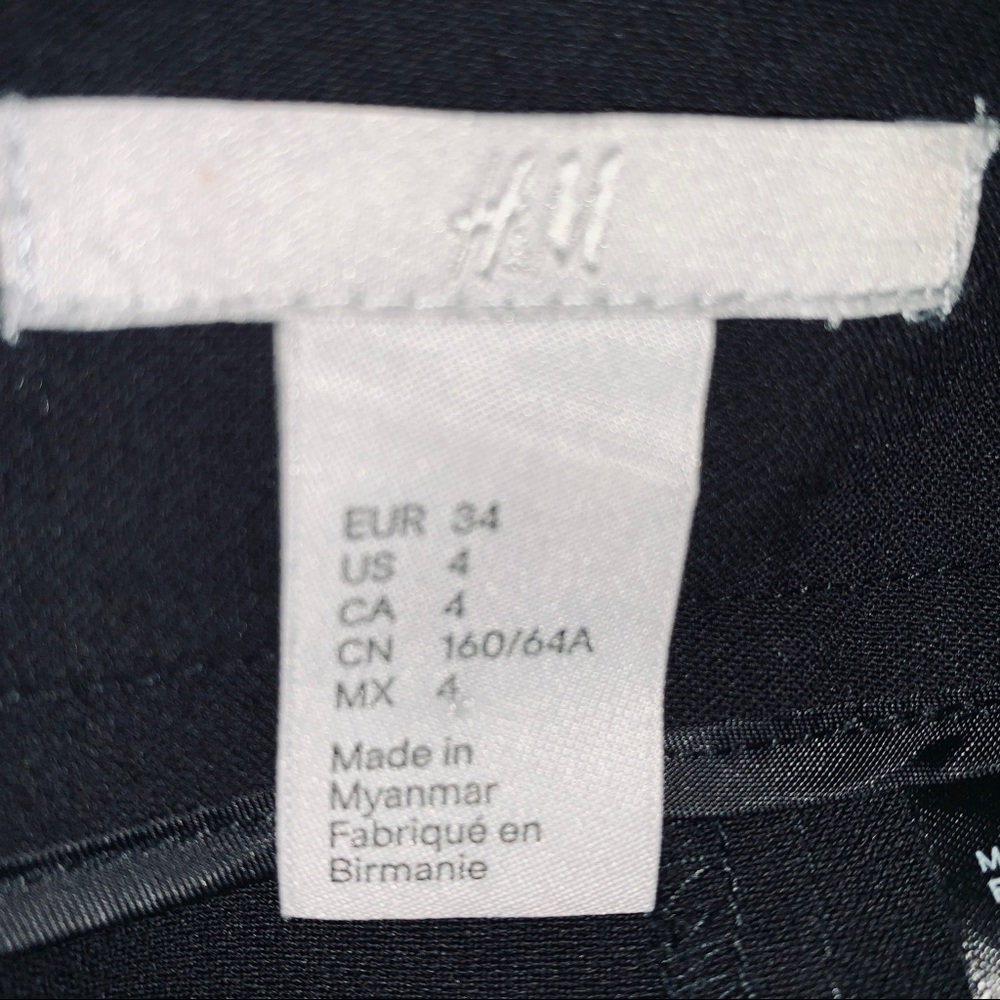 H&M
EUR 34
US 4
CA 4
CN 160/64A
MX 4
Made in
Myanmar
Fabriqué en
Birmanie
M